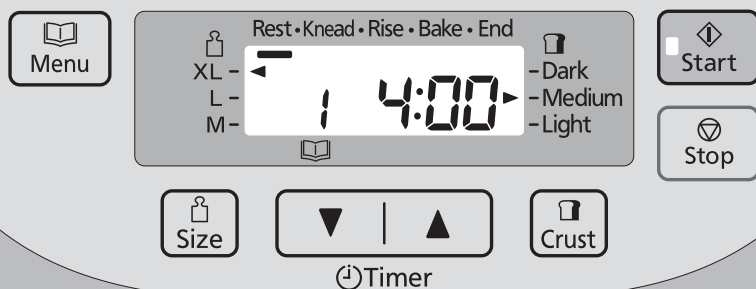 Rest•Knead•Rise•Bake•End
Menu
XL
L
M
1 4:00
Dark
Medium
Light
Start
Stop
Size
Crust
Timer